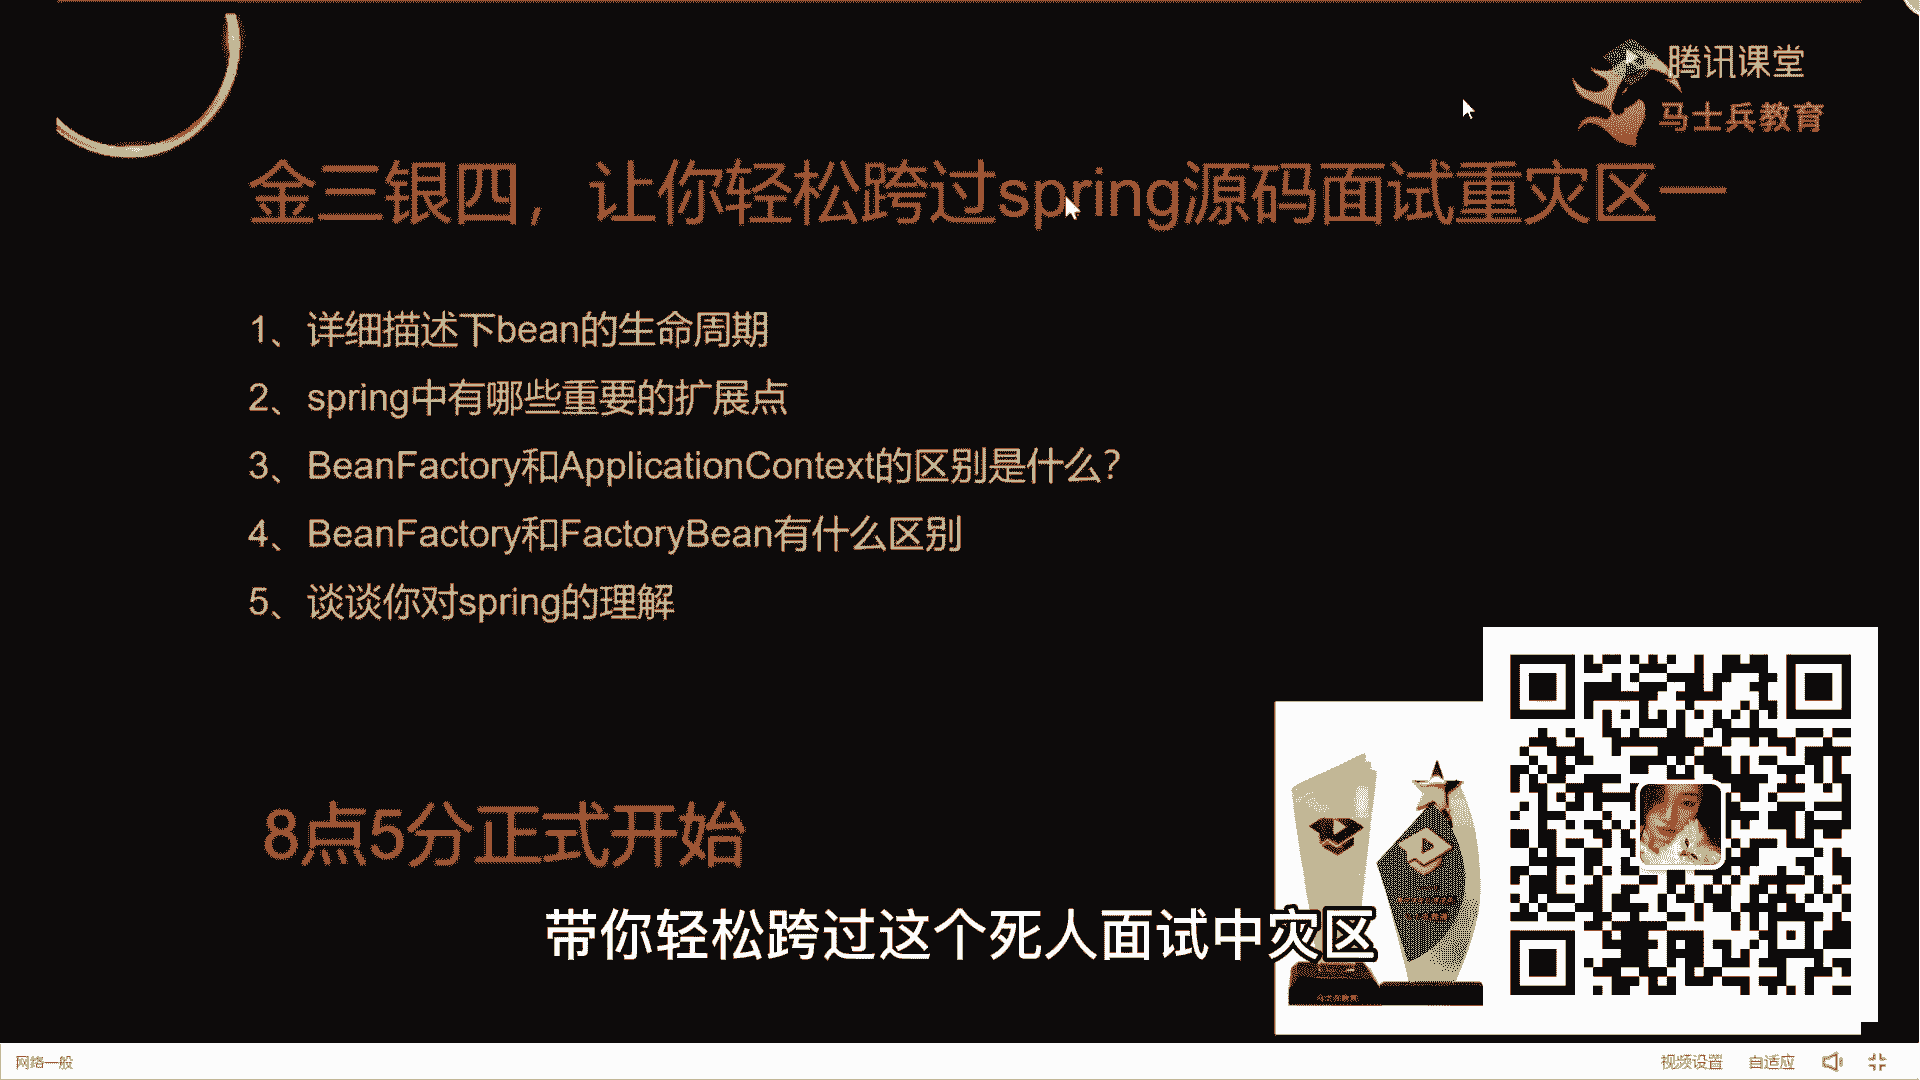 腾讯课堂
马士兵教育
金三银四，让你轻松跨过spring源码面试重灾区一
1、详细描述下bean的生命周期
2、spring中有哪些重要的扩展点
3、BeanFactory和ApplicationContext的区别是什么？
4、BeanFactory和FactoryBean有什么区别
5、谈谈你对spring的理解
8点5分正式开始
带你轻松跨过这个死人面试中灾区
网络一般
视频设置 自适应